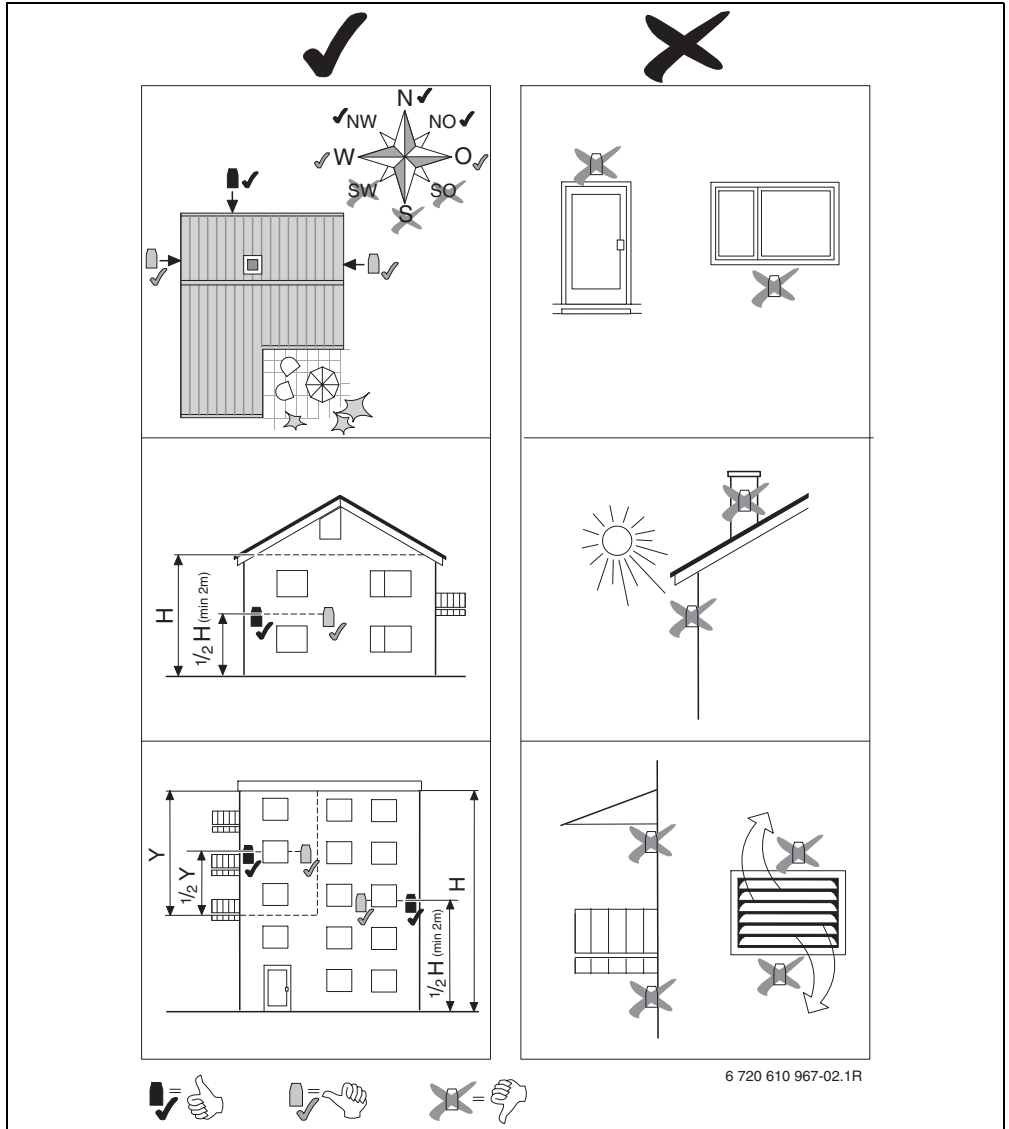 N
NW NO
W O
SW SO
S
H
1/2 H (min 2m)
Y
1/2 Y
H
1/2 H (min 2m)
6 720 610 967-02.1R
= = =